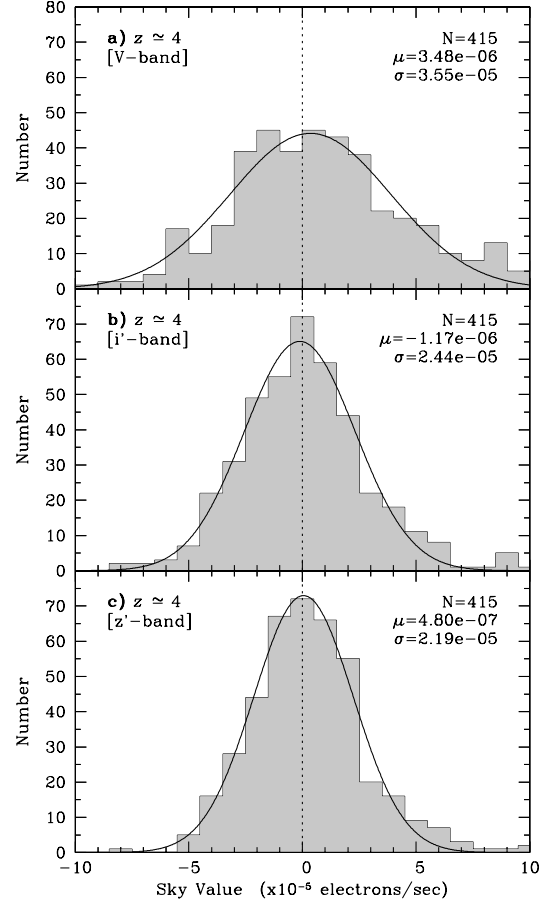 80
a) z ≃ 4
N=415
70
[V-band]
μ=3.48e-06
σ=3.55e-05
60
50
Number
40
30
20
10
0
b) z ≃ 4
N=415
70
[i'-band]
μ=-1.17e-06
σ=2.44e-05
60
50
Number
40
30
20
10
0
c) z ≃ 4
N=415
70
[z'-band]
μ=4.80e-07
σ=2.19e-05
60
50
Number
40
30
20
10
0
-10 -5 0 5 10
Sky Value (x10⁻⁵ electrons/sec)